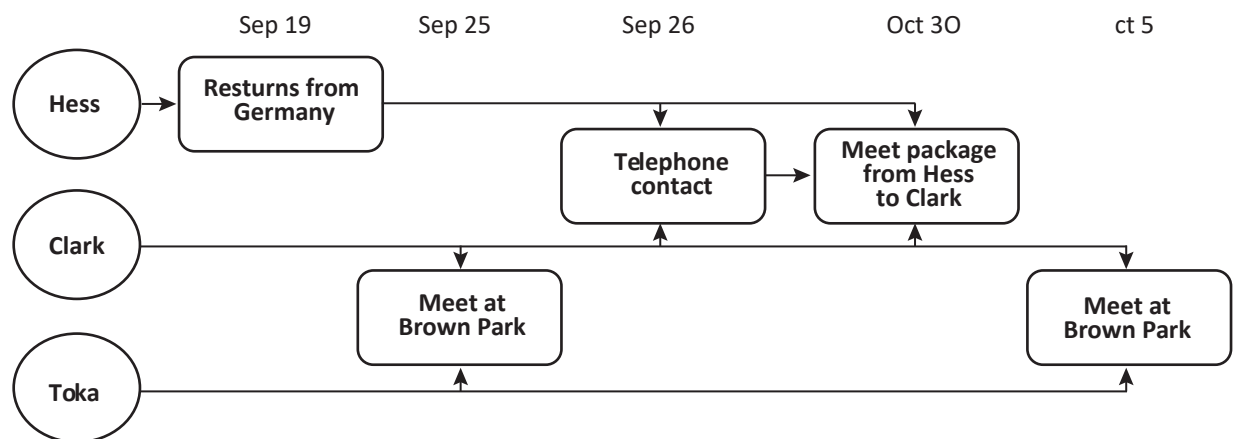 Sep 19
Sep 25
Sep 26
Oct 3O
ct 5
Hess
Resturns from
Germany
Telephone
contact
Meet package
from Hess
to Clark
Clark
Meet at
Brown Park
Meet at
Brown Park
Toka